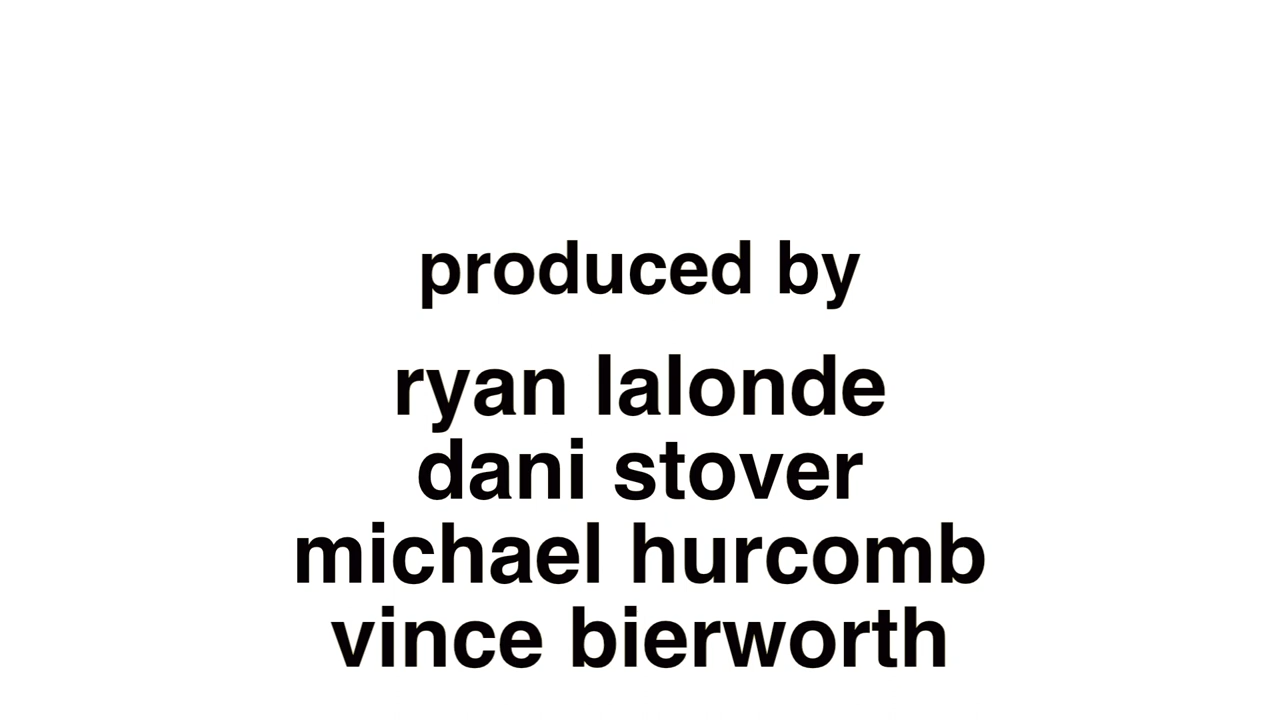 produced by
ryan lalonde
dani stover
michael hurcomb
vince bierworth